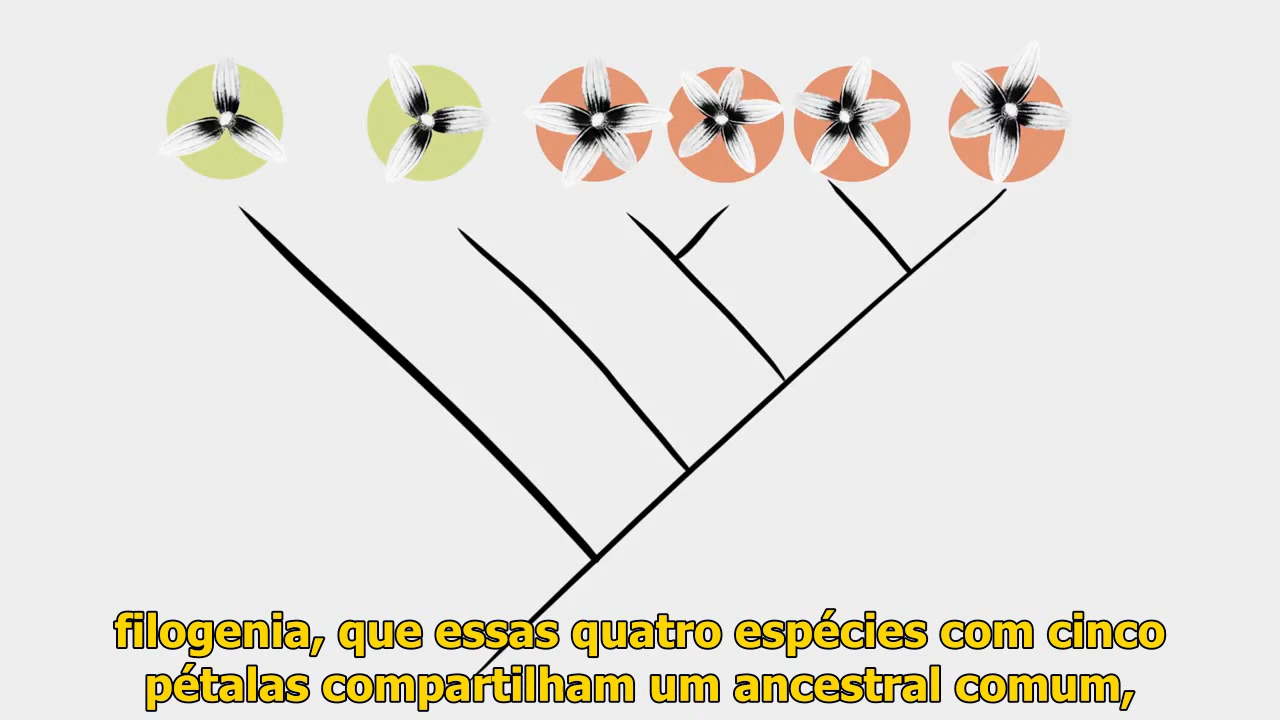 filogenia, que essas quatro espécies com cinco
pétalas compartilham um ancestral comum,